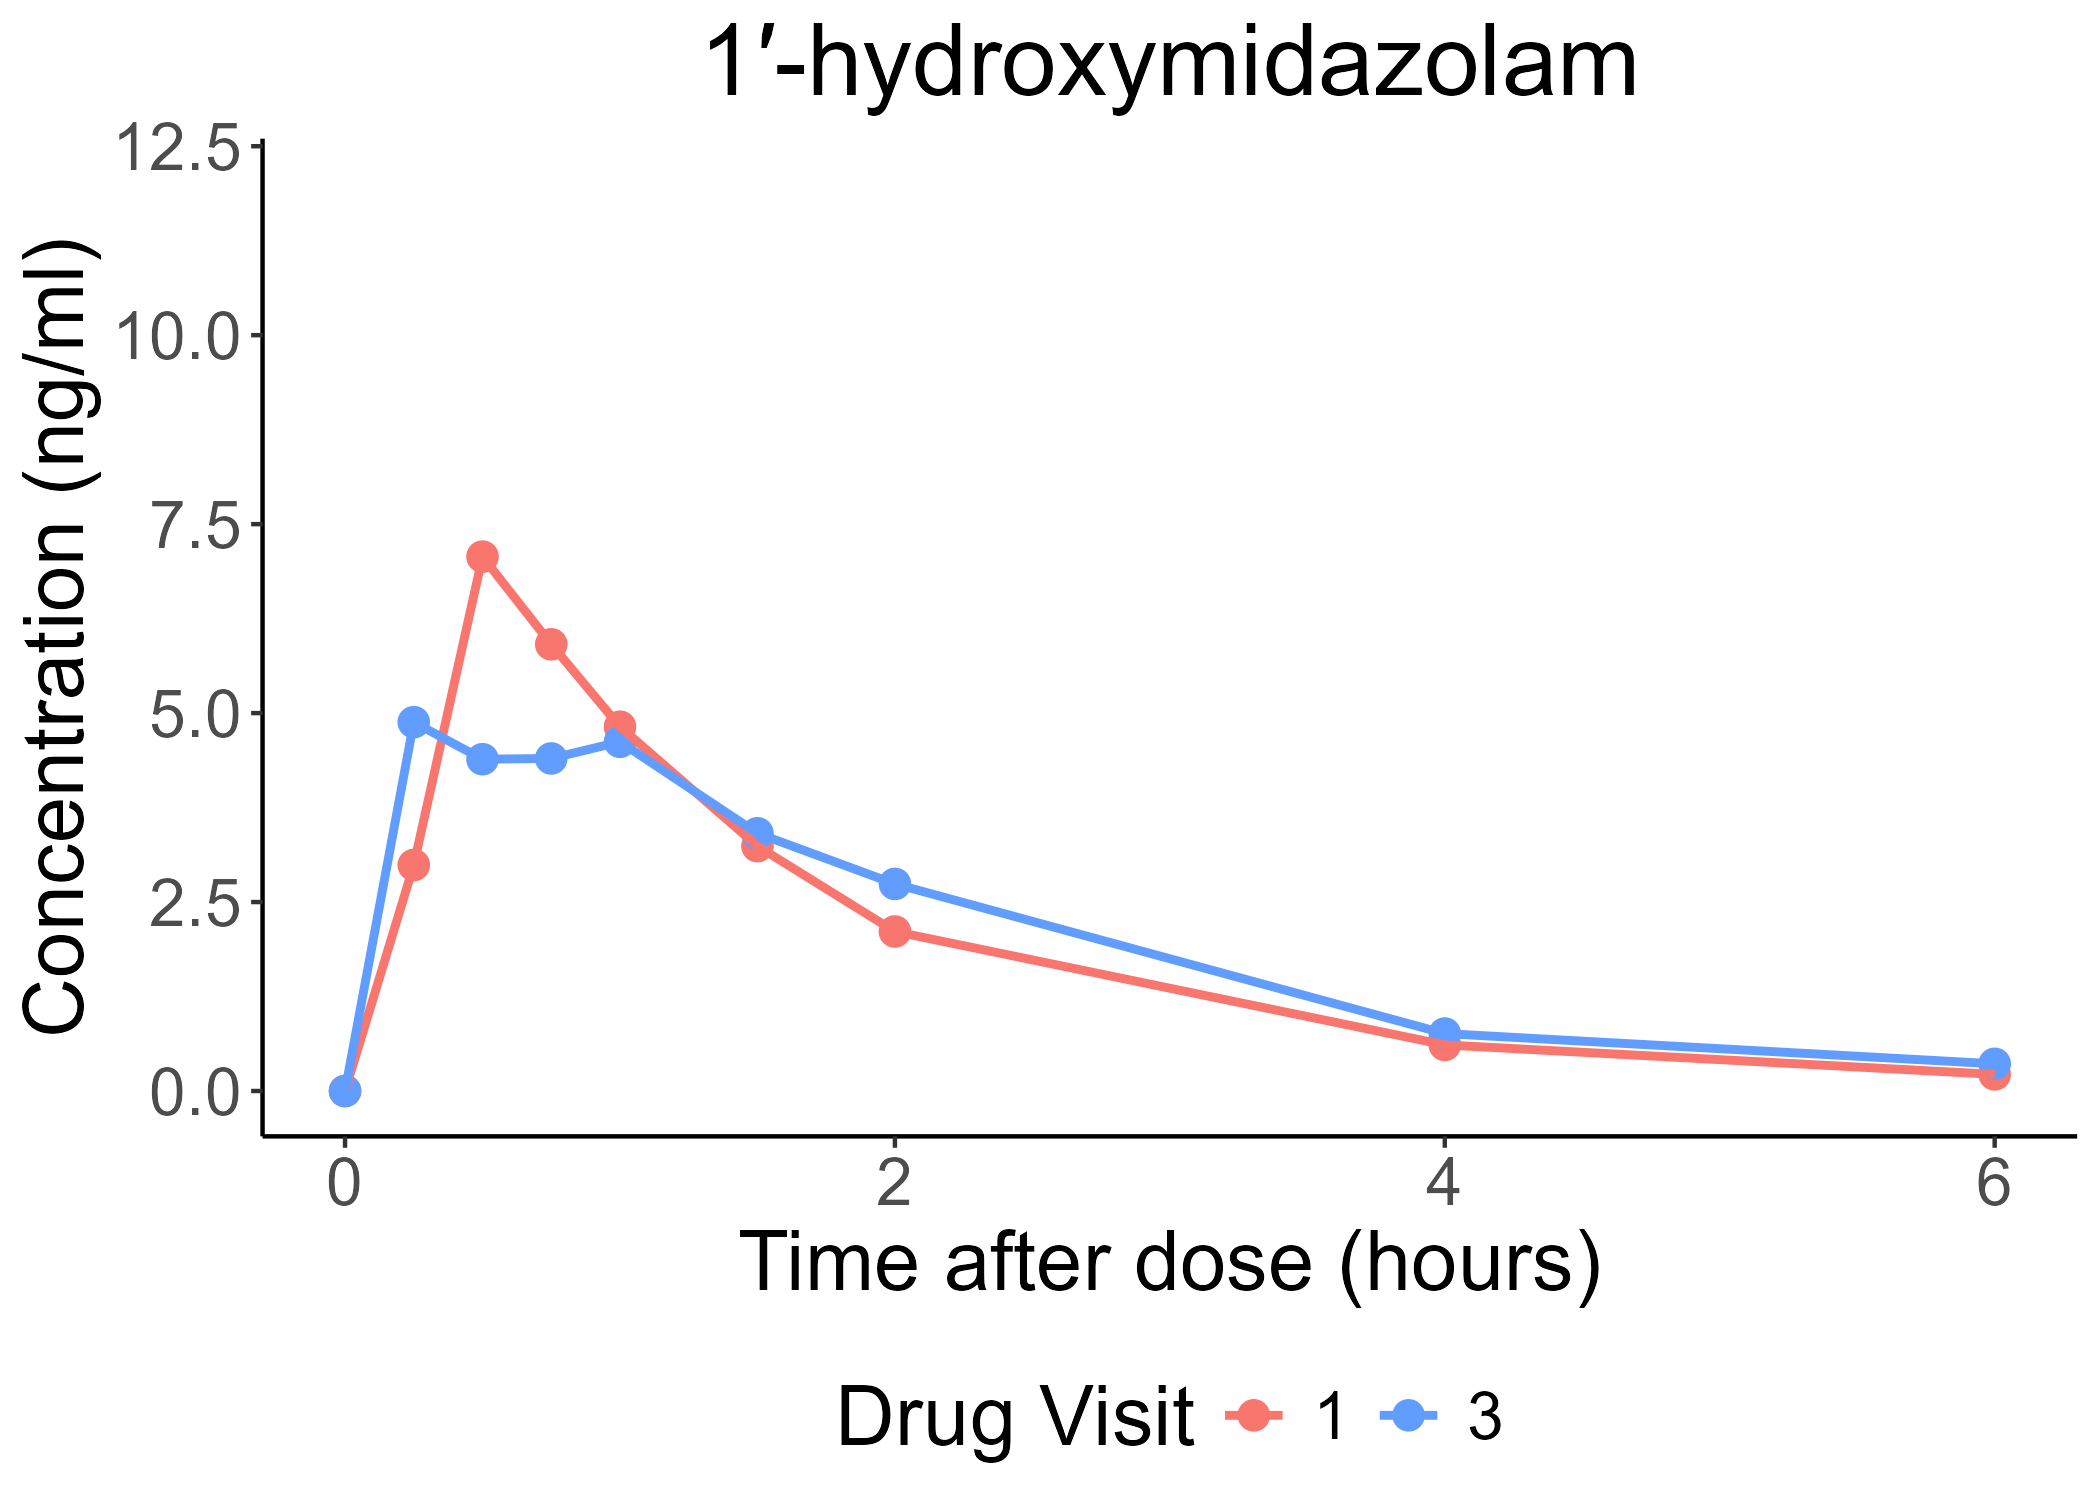 1′-hydroxymidazolam
Concentration (ng/ml)
12.5
10.0
7.5
5.0
2.5
0.0
0 2 4 6
Time after dose (hours)
Drug Visit 1 3